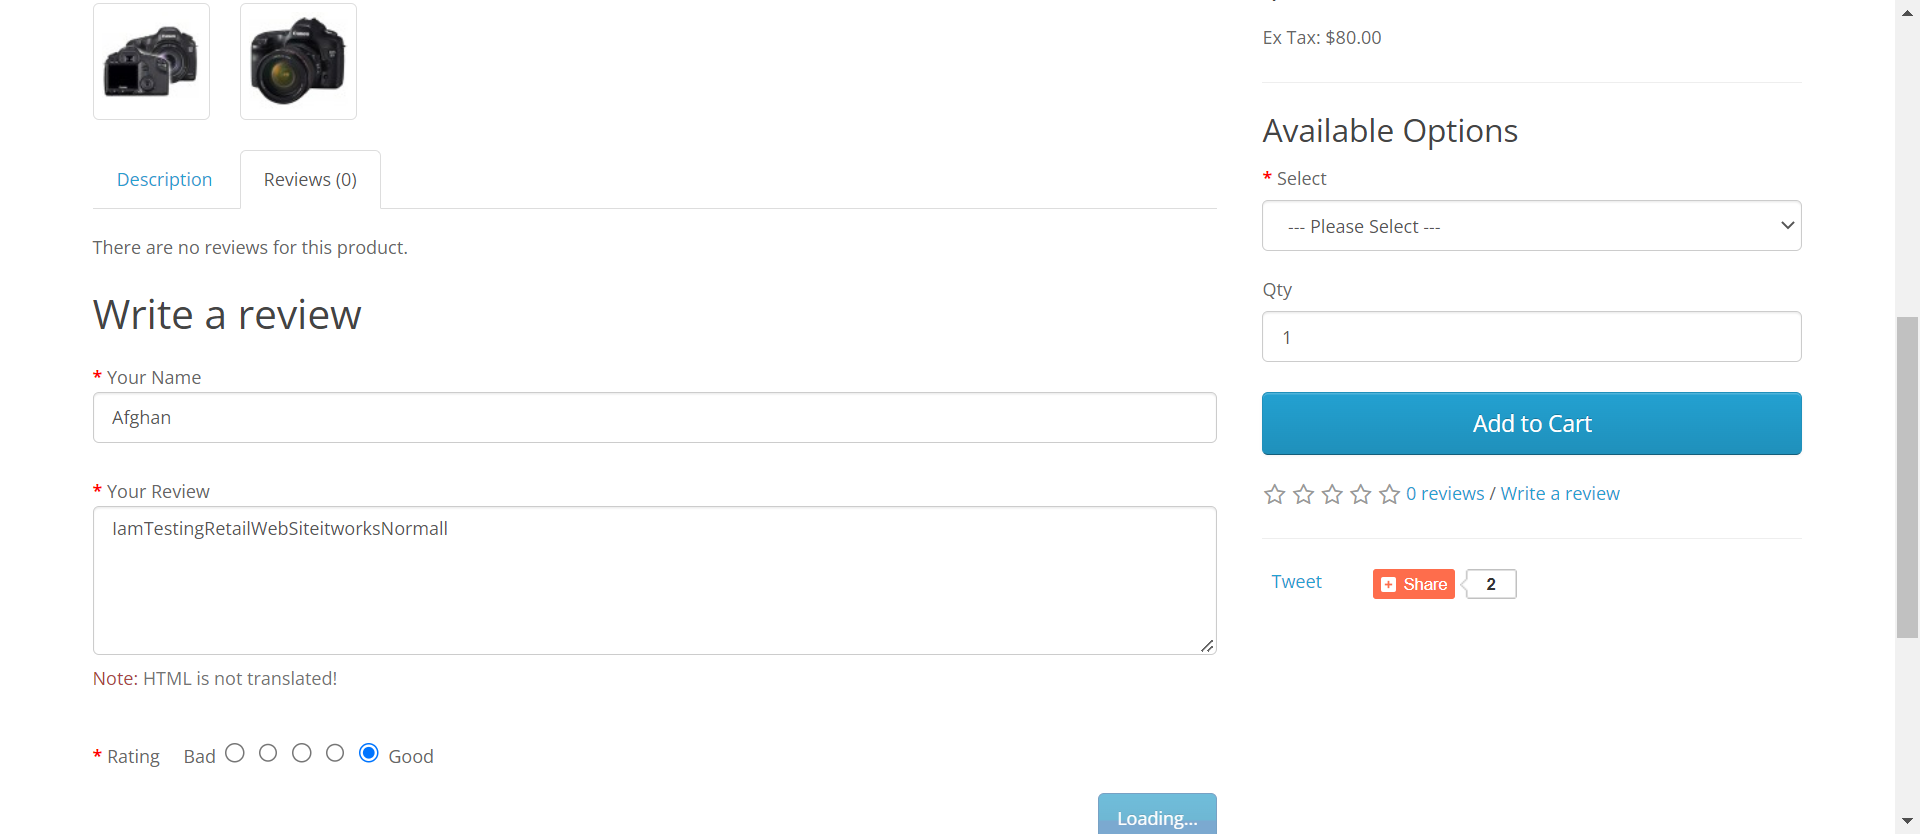 Description
Reviews (0)
There are no reviews for this product.
Write a review
* Your Name
Afghan
* Your Review
IamTestingRetailWebSiteitworksNormall
Note: HTML is not translated!
* Rating Bad Good
Loading...
Ex Tax: $80.00
Available Options
* Select
--- Please Select ---
Qty
1
Add to Cart
0 reviews / Write a review
Tweet
Share
2